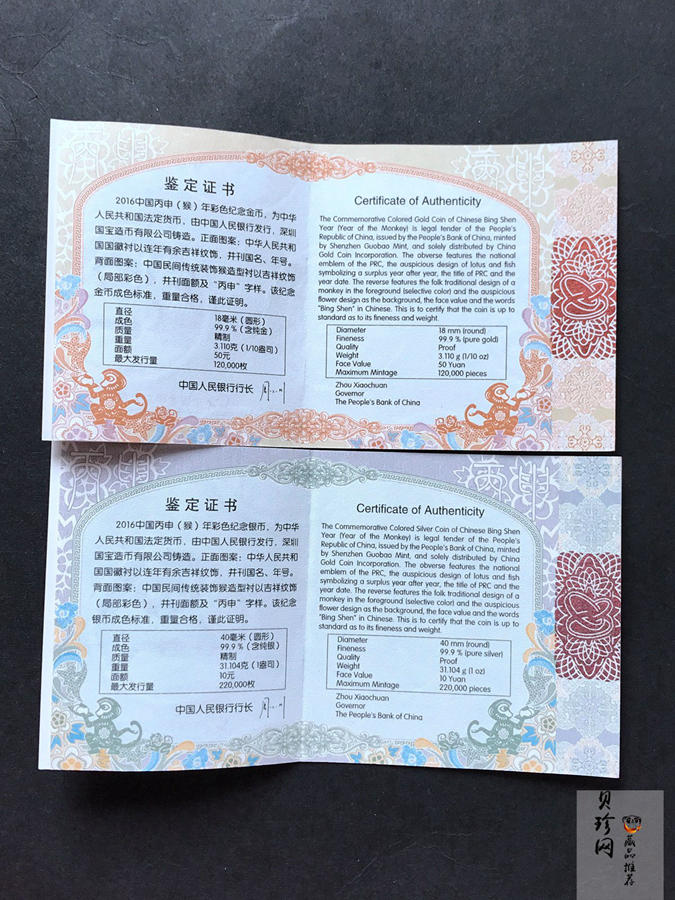 鉴定证书
2016中国丙申（猴）年彩色纪念金币，为中华
人民共和国法定货币，由中国人民银行发行，深圳
国宝造币有限公司铸造。正面图案：中华人民共和
国国徽衬以连年有余吉祥纹饰，并刊国名、年号。
背面图案：中国民间传统装饰猴造型衬以吉祥纹饰
（局部彩色），并刊面额及“丙申”字样。该纪念
金币成色标准，重量合格，谨此证明。
直径 18毫米（圆形）
成色 99.9％（含纯金）
质量 精制
重量 3.110克（1/10盎司）
面额 50元
最大发行量 120,000枚
中国人民银行行长
Certificate of Authenticity
The Commemorative Colored Gold Coin of Chinese Bing Shen
Year (Year of the Monkey) is legal tender of the People's
Republic of China, issued by the People's Bank of China, minted
by Shenzhen Guobao Mint, and solely distributed by China
Gold Coin Incorporation. The obverse features the national
emblem of the PRC, the auspicious design of lotus and fish
symbolizing a surplus year after year, the title of PRC and the
year date. The reverse features the folk traditional design of a
monkey in the foreground (selective color) and the auspicious
flower design as the background, the face value and the words
"Bing Shen" in Chinese. This is to certify that the coin is up to
standard as to its fineness and weight.
Diameter 18 mm (round)
Fineness 99.9 % (pure gold)
Quality Proof
Weight 3.110 g (1/10 oz)
Face Value 50 Yuan
Maximum Mintage 120,000 pieces
Zhou Xiaochuan
Governor
The People's Bank of China
鉴定证书
2016中国丙申（猴）年彩色纪念银币，为中华
人民共和国法定货币，由中国人民银行发行，深圳
国宝造币有限公司铸造。正面图案：中华人民共和
国国徽衬以连年有余吉祥纹饰，并刊国名、年号。
背面图案：中国民间传统装饰猴造型衬以吉祥纹饰
（局部彩色），并刊面额及“丙申”字样。该纪念
银币成色标准，重量合格，谨此证明。
直径 40毫米（圆形）
成色 99.9％（含纯银）
质量 精制
重量 31.104克（1盎司）
面额 10元
最大发行量 220,000枚
中国人民银行行长
Certificate of Authenticity
The Commemorative Colored Silver Coin of Chinese Bing Shen
Year (Year of the Monkey) is legal tender of the People's
Republic of China, issued by the People's Bank of China, minted
by Shenzhen Guobao Mint, and solely distributed by China
Gold Coin Incorporation. The obverse features the national
emblem of the PRC, the auspicious design of lotus and fish
symbolizing a surplus year after year, the title of PRC and the
year date. The reverse features the folk traditional design of a
monkey in the foreground (selective color) and the auspicious
flower design as the background, the face value and the words
"Bing Shen" in Chinese. This is to certify that the coin is up to
standard as to its fineness and weight.
Diameter 40 mm (round)
Fineness 99.9 % (pure silver)
Quality Proof
Weight 31.104 g (1 oz)
Face Value 10 Yuan
Maximum Mintage 220,000 pieces
Zhou Xiaochuan
Governor
The People's Bank of China
贝珍网
藏品推荐